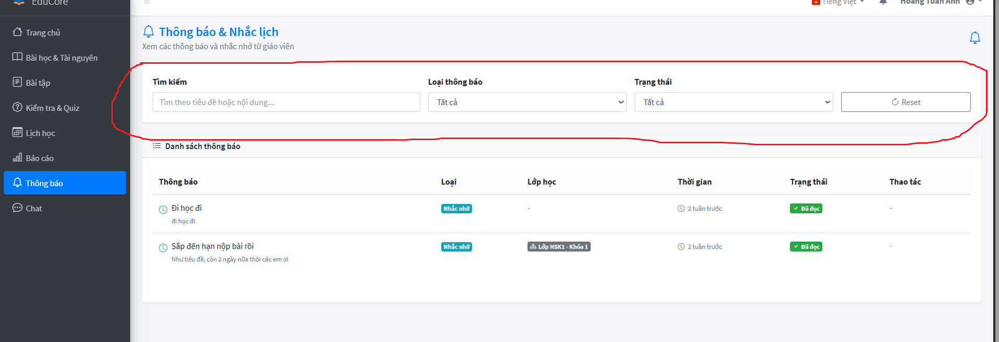 EduCore
Tiếng Việt
Hoàng Tuấn Anh
Trang chủ
Bài học & Tài nguyên
Bài tập
Kiểm tra & Quiz
Lịch học
Báo cáo
Thông báo
Chat
Thông báo & Nhắc lịch
Xem các thông báo và nhắc nhở từ giáo viên
Tìm kiếm Loại thông báo Trạng thái
Tìm theo tiêu đề hoặc nội dung... Tất cả Tất cả Reset
Danh sách thông báo
Thông báo Loại Lớp học Thời gian Trạng thái Thao tác
Đi học đi Nhắc nhở - 2 tuần trước Đã đọc -
đi học đi
Sắp đến hạn nộp bài rồi Nhắc nhở Lớp HSK1 - Khóa 1 2 tuần trước Đã đọc -
Như tiêu đề, còn 2 ngày nữa thôi các em ơi